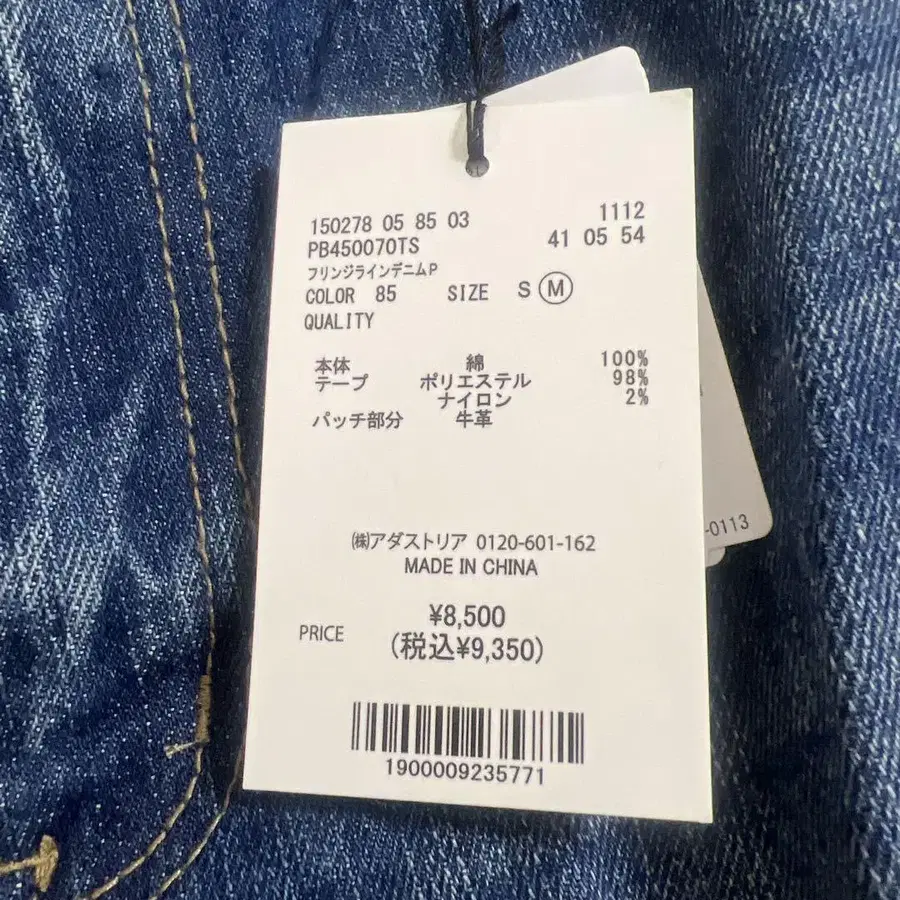 150278 05 85 03 1112
PB450070TS 41 05 54
フリンジラインデニムP
COLOR 85 SIZE S Ⓜ
QUALITY
本体 綿 100%
テープ ポリエステル 98%
ナイロン 2%
パッチ部分 牛革
㈱アダストリア 0120-601-162
MADE IN CHINA
PRICE ¥8,500
(税込¥9,350)
1900009235771
-0113